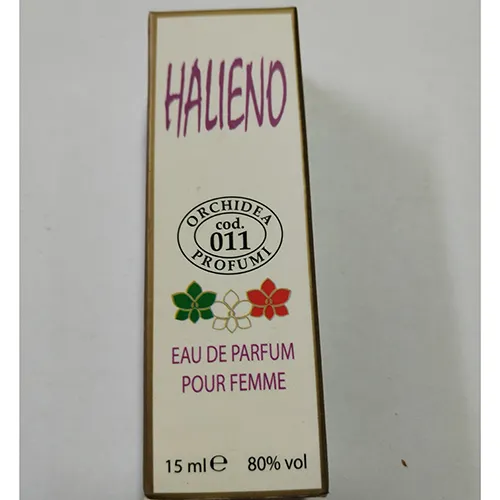 HALIENO
ORCHIDEA
cod.
011
PROFUMI
EAU DE PARFUM
POUR FEMME
15 ml ℮ 80% vol